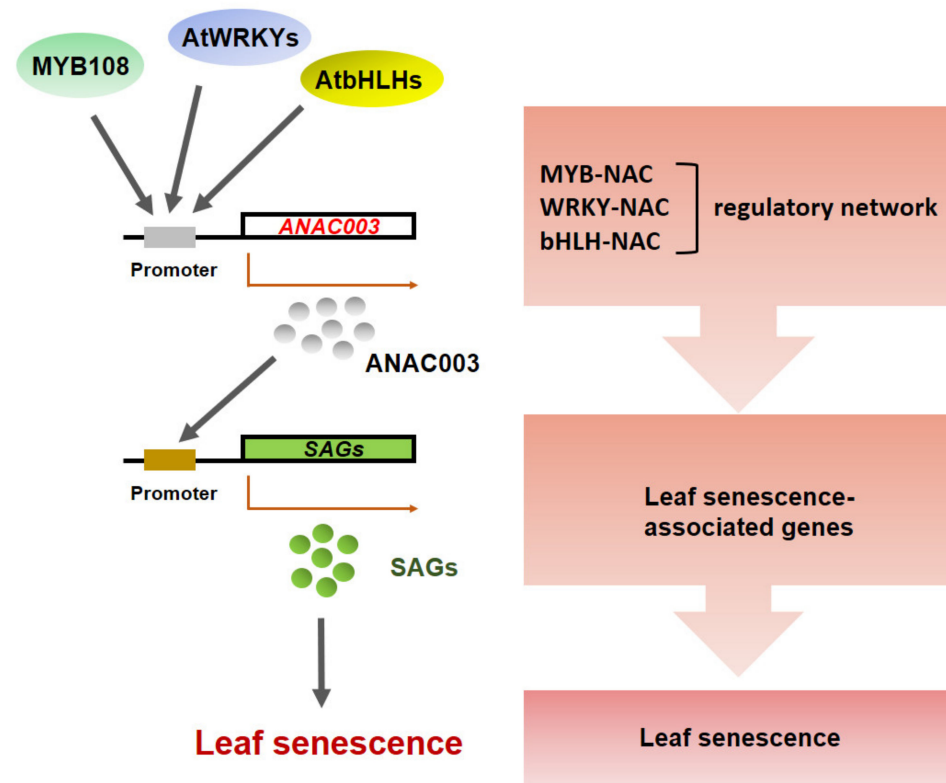 MYB108
AtWRKYs
AtbHLHs
ANAC003
Promoter
ANAC003
SAGs
Promoter
SAGs
Leaf senescence
MYB-NAC
WRKY-NAC
bHLH-NAC
regulatory network
Leaf senescence-
associated genes
Leaf senescence